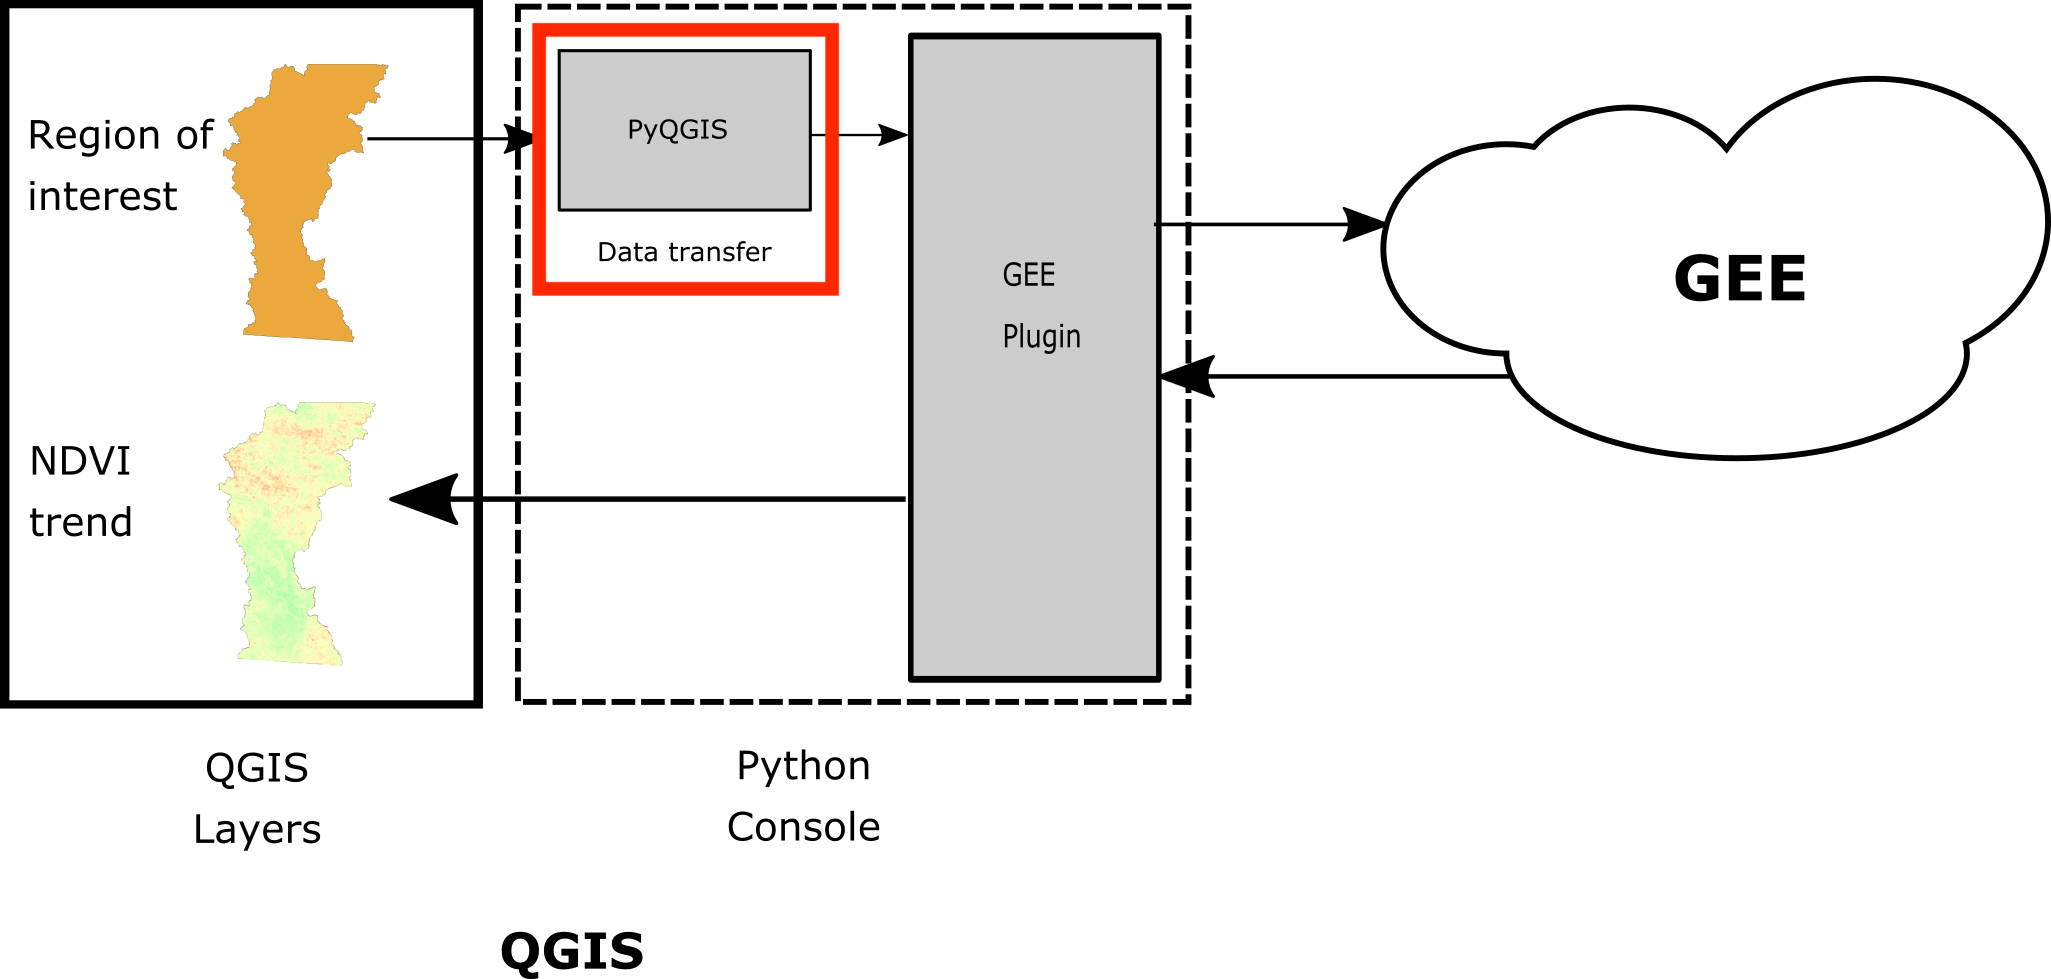 Region of
interest
PyQGIS
Data transfer
GEE
Plugin
GEE
NDVI
trend
QGIS
Layers
Python
Console
QGIS